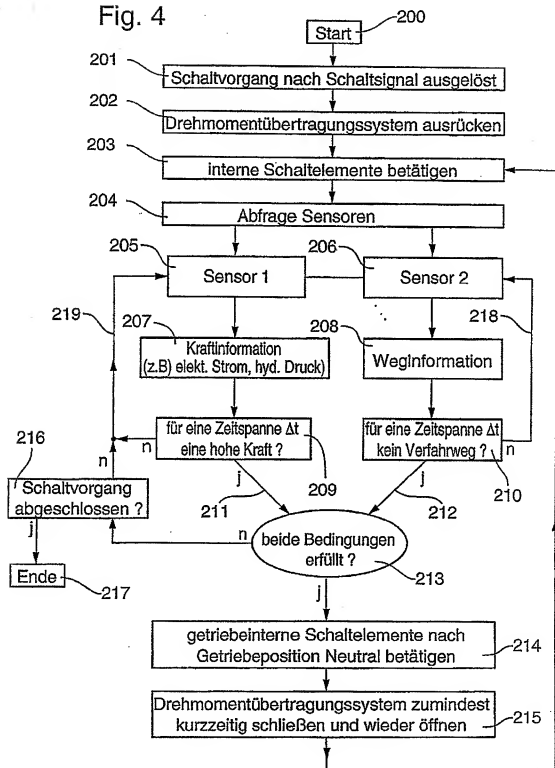 Fig. 4
200
Start
201
Schaltvorgang nach Schaltsignal ausgelöst
202
Drehmomentübertragungssystem ausrücken
203
interne Schaltelemente betätigen
204
Abfrage Sensoren
205
Sensor 1
206
Sensor 2
219
218
207
Kraftinformation
(z.B) elekt. Strom, hyd. Druck)
208
Weginformation
für eine Zeitspanne Δt
eine hohe Kraft ?
n
209
für eine Zeitspanne Δt
kein Verfahrweg ?
n
210
216
n
Schaltvorgang
abgeschlossen ?
j
211
j
212
j
n
beide Bedingungen
erfüllt ?
213
Ende
217
j
getriebeinterne Schaltelemente nach
Getriebeposition Neutral betätigen
214
Drehmomentübertragungssystem zumindest
kurzzeitig schließen und wieder öffnen
215